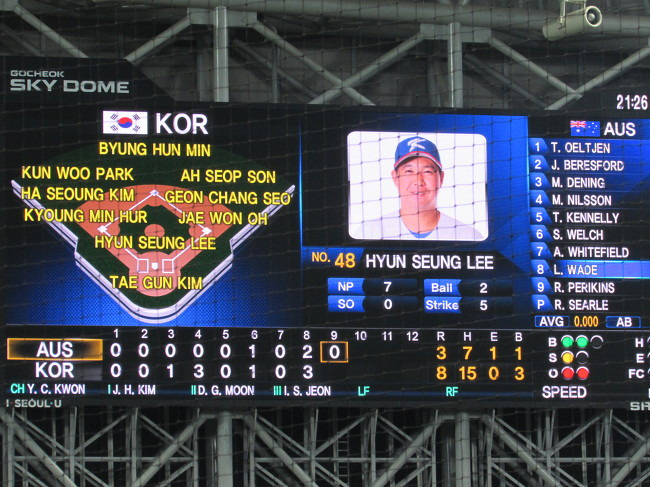 GOCHEOK
SKY DOME
21:26
KOR
BYUNG HUN MIN
KUN WOO PARK AH SEOP SON
HA SEOUNG KIM GEON CHANG SEO
KYOUNG MIN HUR JAE WON OH
HYUN SEUNG LEE
TAE GUN KIM
NO. 48 HYUN SEUNG LEE
NP 7 Ball 2
SO 0 Strike 5
AUS
1 T. OELTJEN
2 J. BERESFORD
3 M. DENING
4 M. NILSSON
5 T. KENNELLY
6 S. WELCH
7 A. WHITEFIELD
8 L. WADE
9 R. PERIKINS
P R. SEARLE
AVG 0.000 AB
1 2 3 4 5 6 7 8 9 10 11 12 R H E B
AUS 0 0 0 0 0 1 0 2 0 3 7 1 1
KOR 0 0 1 3 0 1 0 3 8 15 0 3
B H
S E
O FC
SPEED
CH Y. C. KWON I J. H. KIM II D. G. MOON III I. S. JEON LF RF
I·SEOUL·U